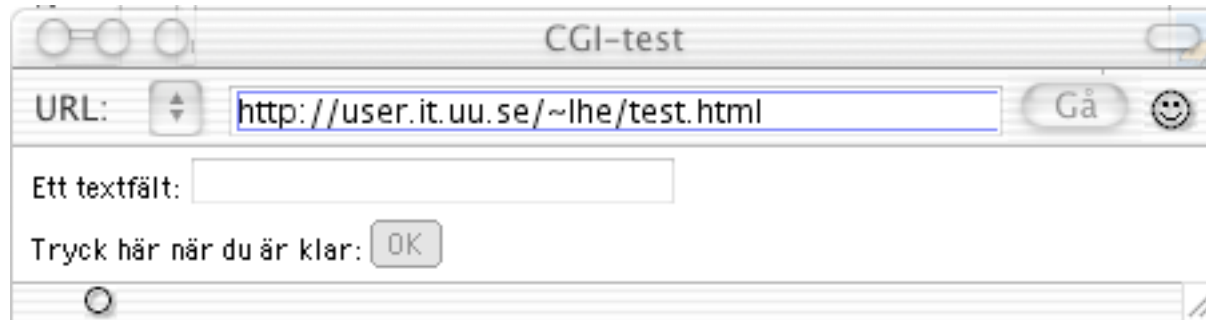 CGI-test
URL: http://user.it.uu.se/~lhe/test.html Gå
Ett textfält:
Tryck här när du är klar: OK